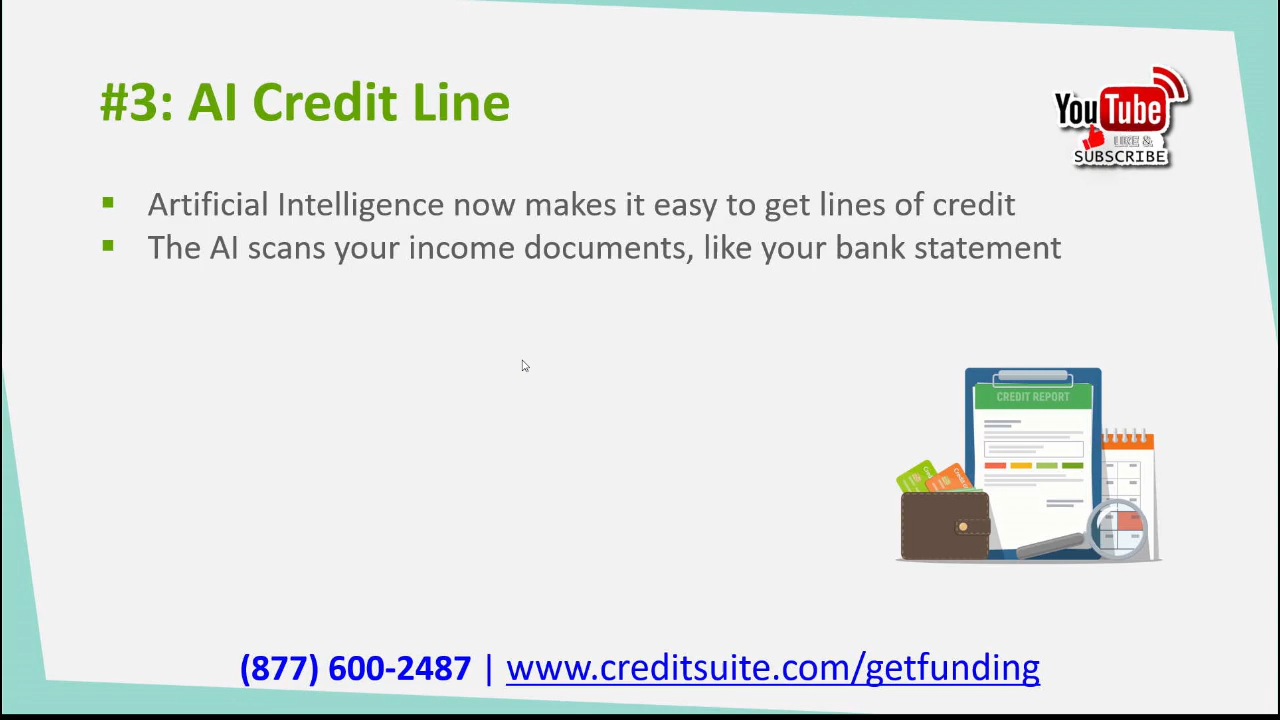 #3: AI Credit Line
YouTube
LIKE &
SUBSCRIBE
▪ Artificial Intelligence now makes it easy to get lines of credit
▪ The AI scans your income documents, like your bank statement
CREDIT REPORT
(877) 600-2487 | www.creditsuite.com/getfunding